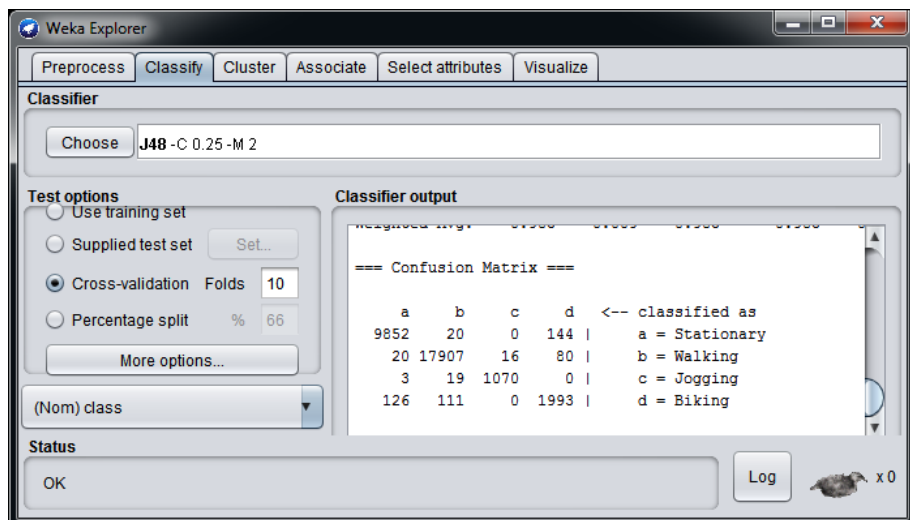 Weka Explorer
Preprocess Classify Cluster Associate Select attributes Visualize
Classifier
Choose J48 -C 0.25 -M 2
Test options
Use training set
Supplied test set Set...
Cross-validation Folds 10
Percentage split % 66
More options...
(Nom) class
Classifier output
=== Confusion Matrix ===
a b c d <-- classified as
9852 20 0 144 | a = Stationary
20 17907 16 80 | b = Walking
3 19 1070 0 | c = Jogging
126 111 0 1993 | d = Biking
Status
OK
Log
x 0